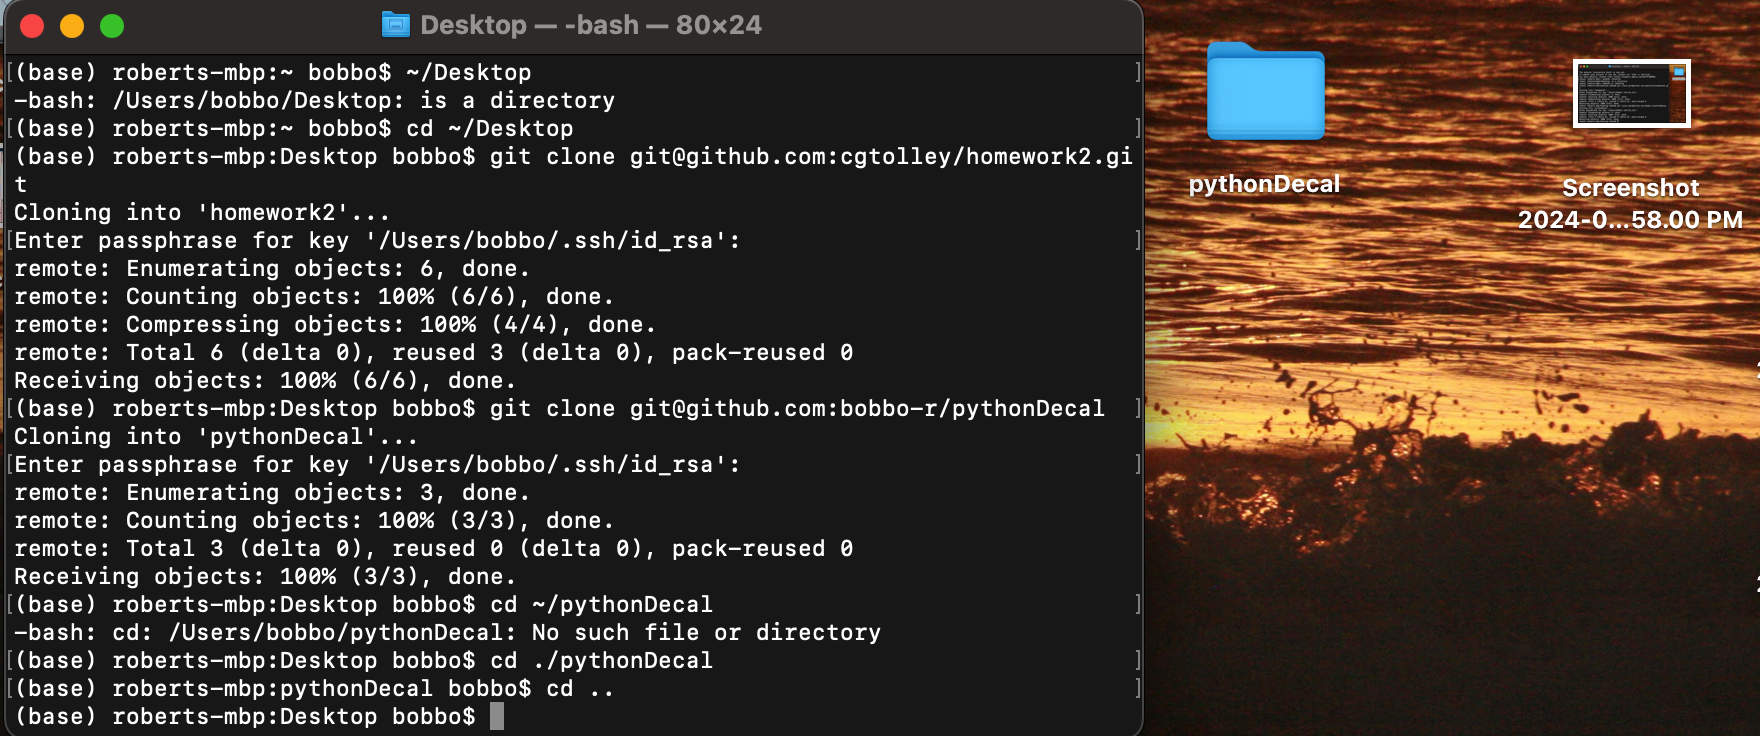 Desktop — -bash — 80×24
(base) roberts-mbp:~ bobbo$ ~/Desktop
-bash: /Users/bobbo/Desktop: is a directory
(base) roberts-mbp:~ bobbo$ cd ~/Desktop
(base) roberts-mbp:Desktop bobbo$ git clone git@github.com:cgtolley/homework2.gi
t
Cloning into 'homework2'...
Enter passphrase for key '/Users/bobbo/.ssh/id_rsa':
remote: Enumerating objects: 6, done.
remote: Counting objects: 100% (6/6), done.
remote: Compressing objects: 100% (4/4), done.
remote: Total 6 (delta 0), reused 3 (delta 0), pack-reused 0
Receiving objects: 100% (6/6), done.
(base) roberts-mbp:Desktop bobbo$ git clone git@github.com:bobbo-r/pythonDecal
Cloning into 'pythonDecal'...
Enter passphrase for key '/Users/bobbo/.ssh/id_rsa':
remote: Enumerating objects: 3, done.
remote: Counting objects: 100% (3/3), done.
remote: Total 3 (delta 0), reused 0 (delta 0), pack-reused 0
Receiving objects: 100% (3/3), done.
(base) roberts-mbp:Desktop bobbo$ cd ~/pythonDecal
-bash: cd: /Users/bobbo/pythonDecal: No such file or directory
(base) roberts-mbp:Desktop bobbo$ cd ./pythonDecal
(base) roberts-mbp:pythonDecal bobbo$ cd ..
(base) roberts-mbp:Desktop bobbo$
pythonDecal
Screenshot
2024-0...58.00 PM